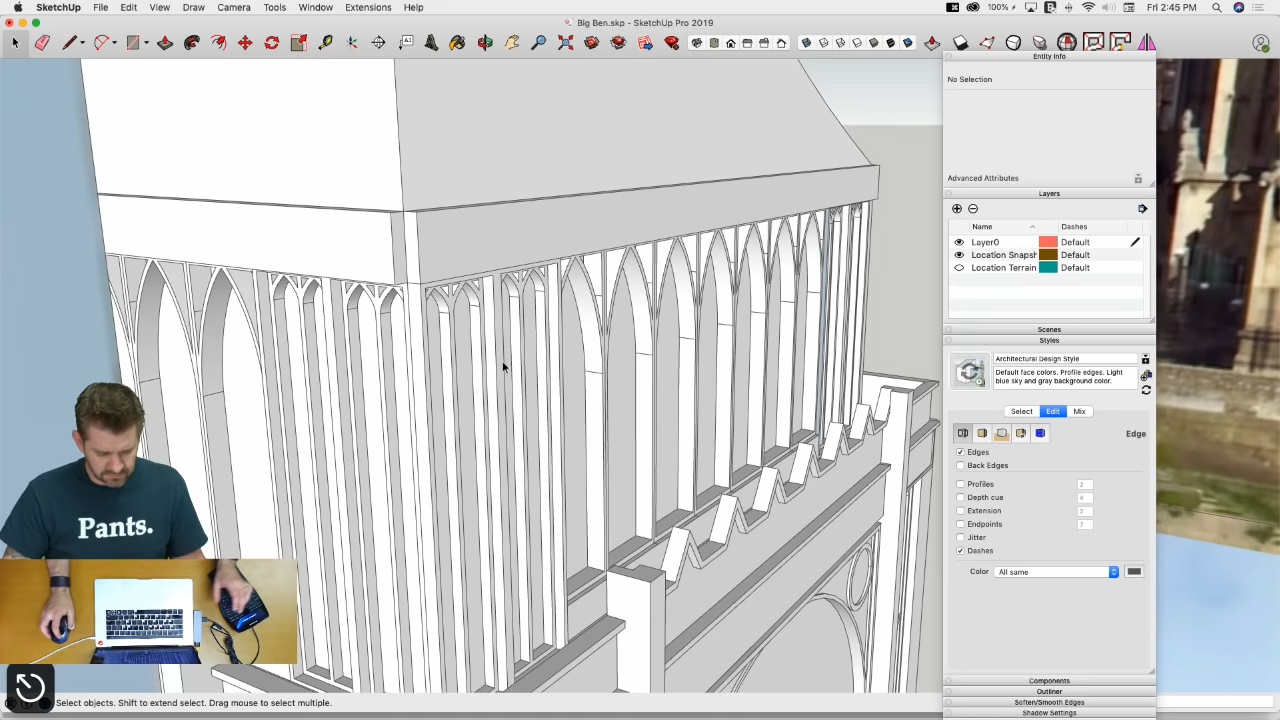 SketchUp File Edit View Draw Camera Tools Window Extensions Help 100% Fri 2:45 PM
Big Ben.skp - SketchUp Pro 2019
Entity Info
No Selection
Advanced Attributes
Layers
Name Dashes
Layer0 Default
Location Snapsh Default
Location Terrain Default
Scenes
Styles
Architectural Design Style
Default face colors. Profile edges. Light
blue sky and gray background color.
Select Edit Mix
Edge
Edges
Back Edges
Profiles 2
Depth cue 4
Extension 3
Endpoints 7
Jitter
Dashes
Color All same
Pants.
Components
Outliner
Soften/Smooth Edges
Shadow Settings
Select objects. Shift to extend select. Drag mouse to select multiple.